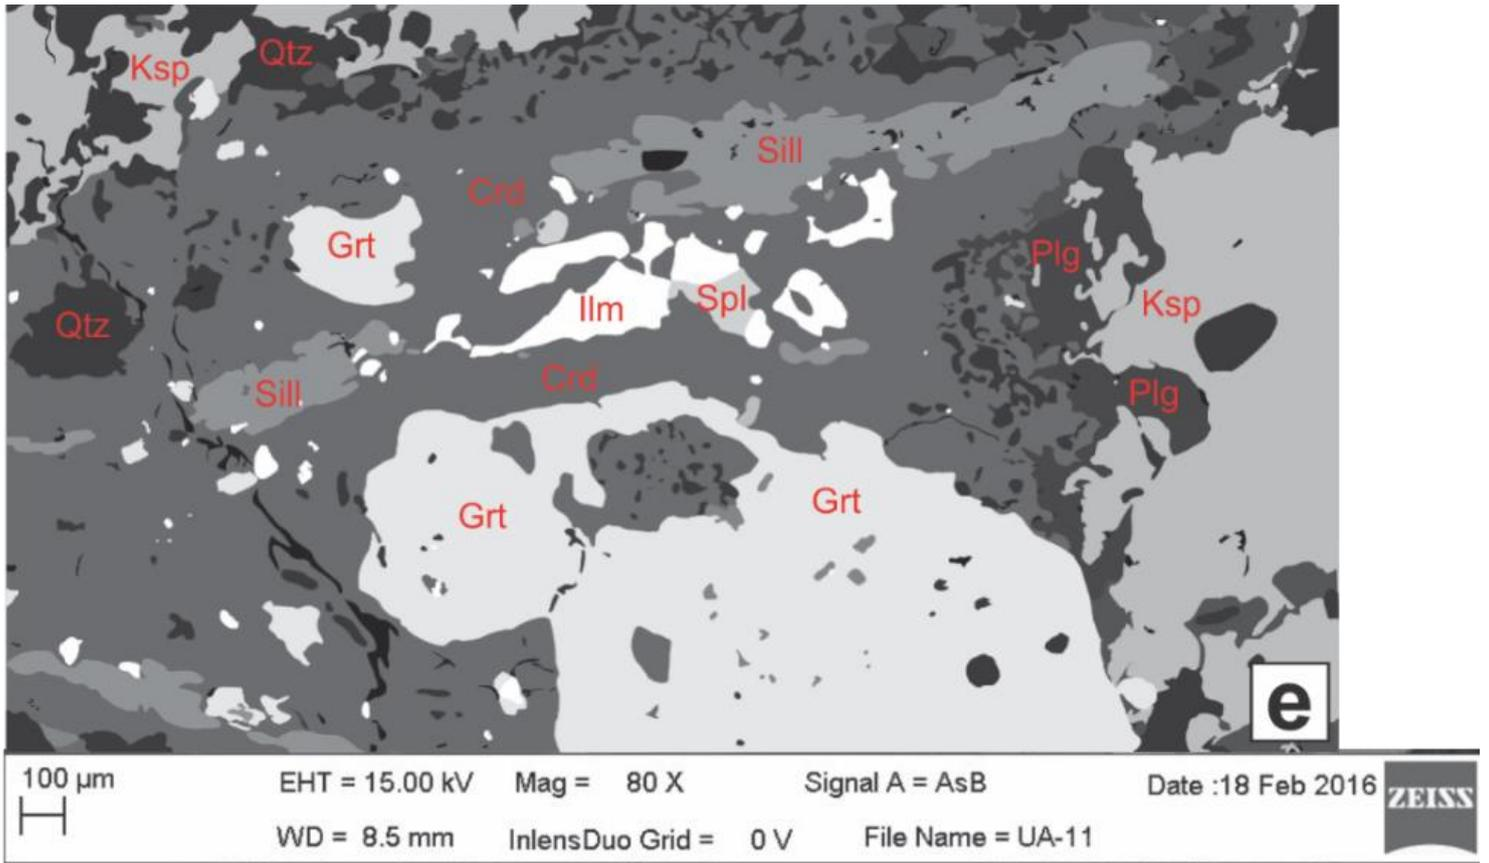 Ksp
Qtz
Sill
Crd
Grt
Plg
Ilm
Spl
Ksp
Qtz
Crd
Sill
Plg
Grt
Grt
e
100 µm
EHT = 15.00 kV
Mag = 80 X
Signal A = AsB
Date :18 Feb 2016
ZEISS
WD = 8.5 mm
InlensDuo Grid = 0 V
File Name = UA-11